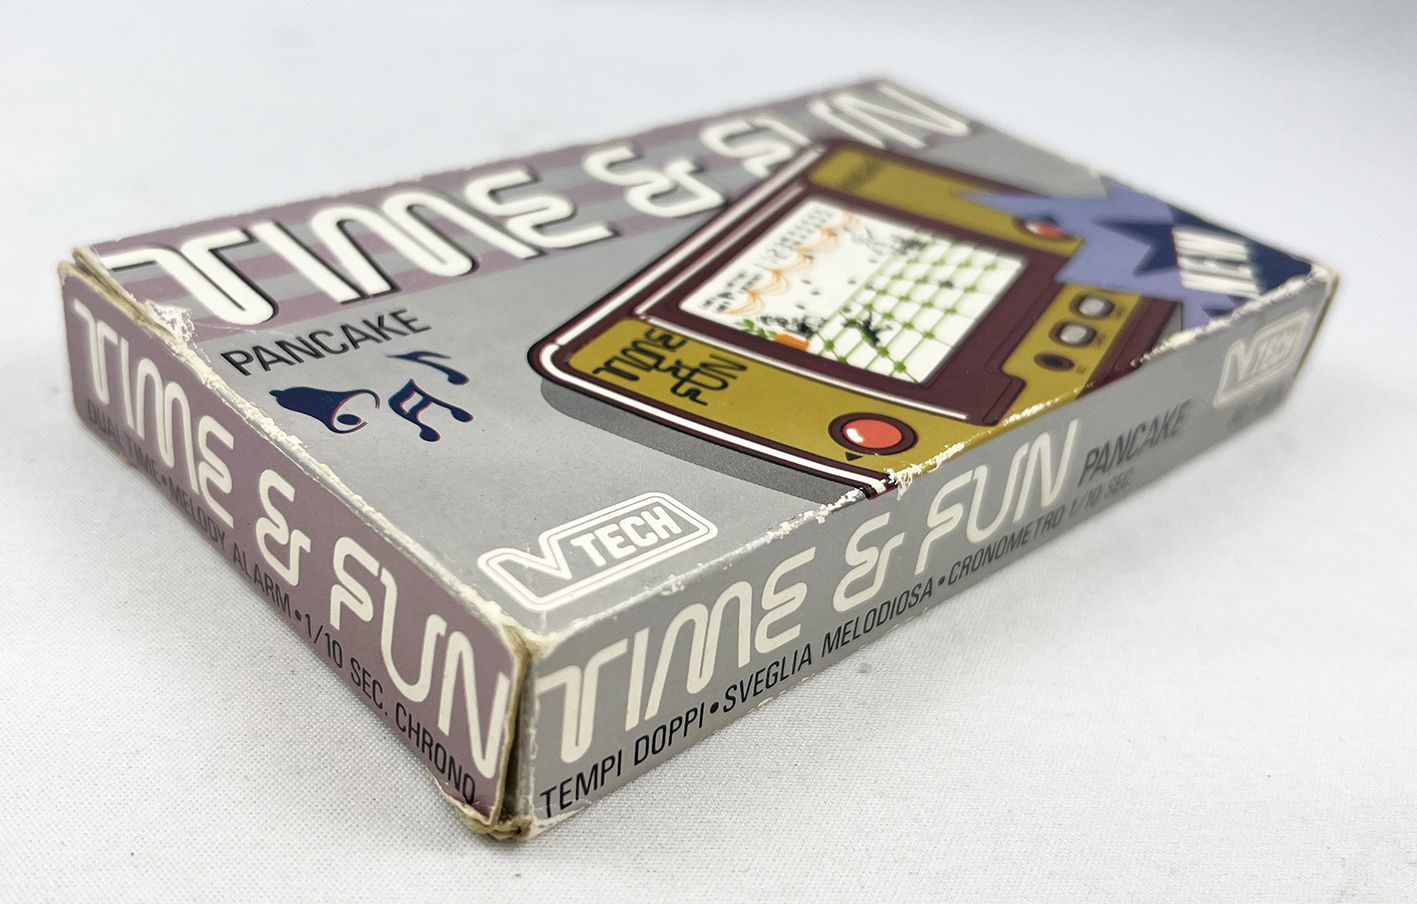 TIME & FUN
PANCAKE
TIME
& FUN
NEW
VTECH
TIME & FUN
DUAL TIME • MELODY ALARM • 1/10 SEC. CHRONO
TIME & FUN PANCAKE
TEMPI DOPPI • SVEGLIA MELODIOSA • CRONOMETRO 1/10 SEC.
VTECH